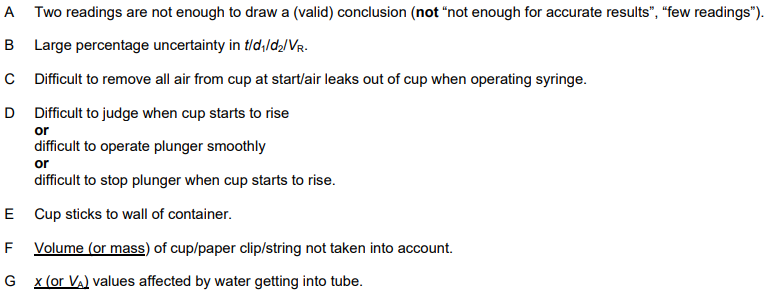 A Two readings are not enough to draw a (valid) conclusion (not “not enough for accurate results”, “few readings”).
B Large percentage uncertainty in t/d₁/d₂/VR.
C Difficult to remove all air from cup at start/air leaks out of cup when operating syringe.
D Difficult to judge when cup starts to rise
or
difficult to operate plunger smoothly
or
difficult to stop plunger when cup starts to rise.
E Cup sticks to wall of container.
F Volume (or mass) of cup/paper clip/string not taken into account.
G x (or VA) values affected by water getting into tube.